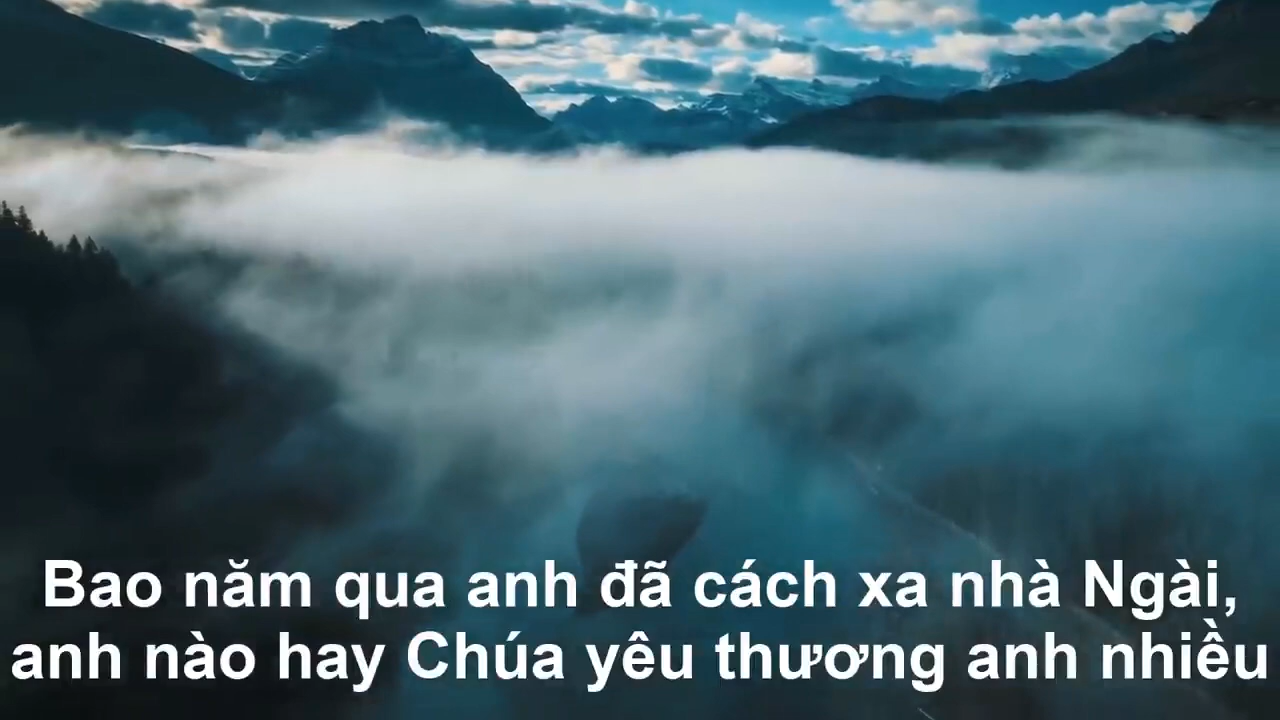 Bao năm qua anh đã cách xa nhà Ngài,
anh nào hay Chúa yêu thương anh nhiều